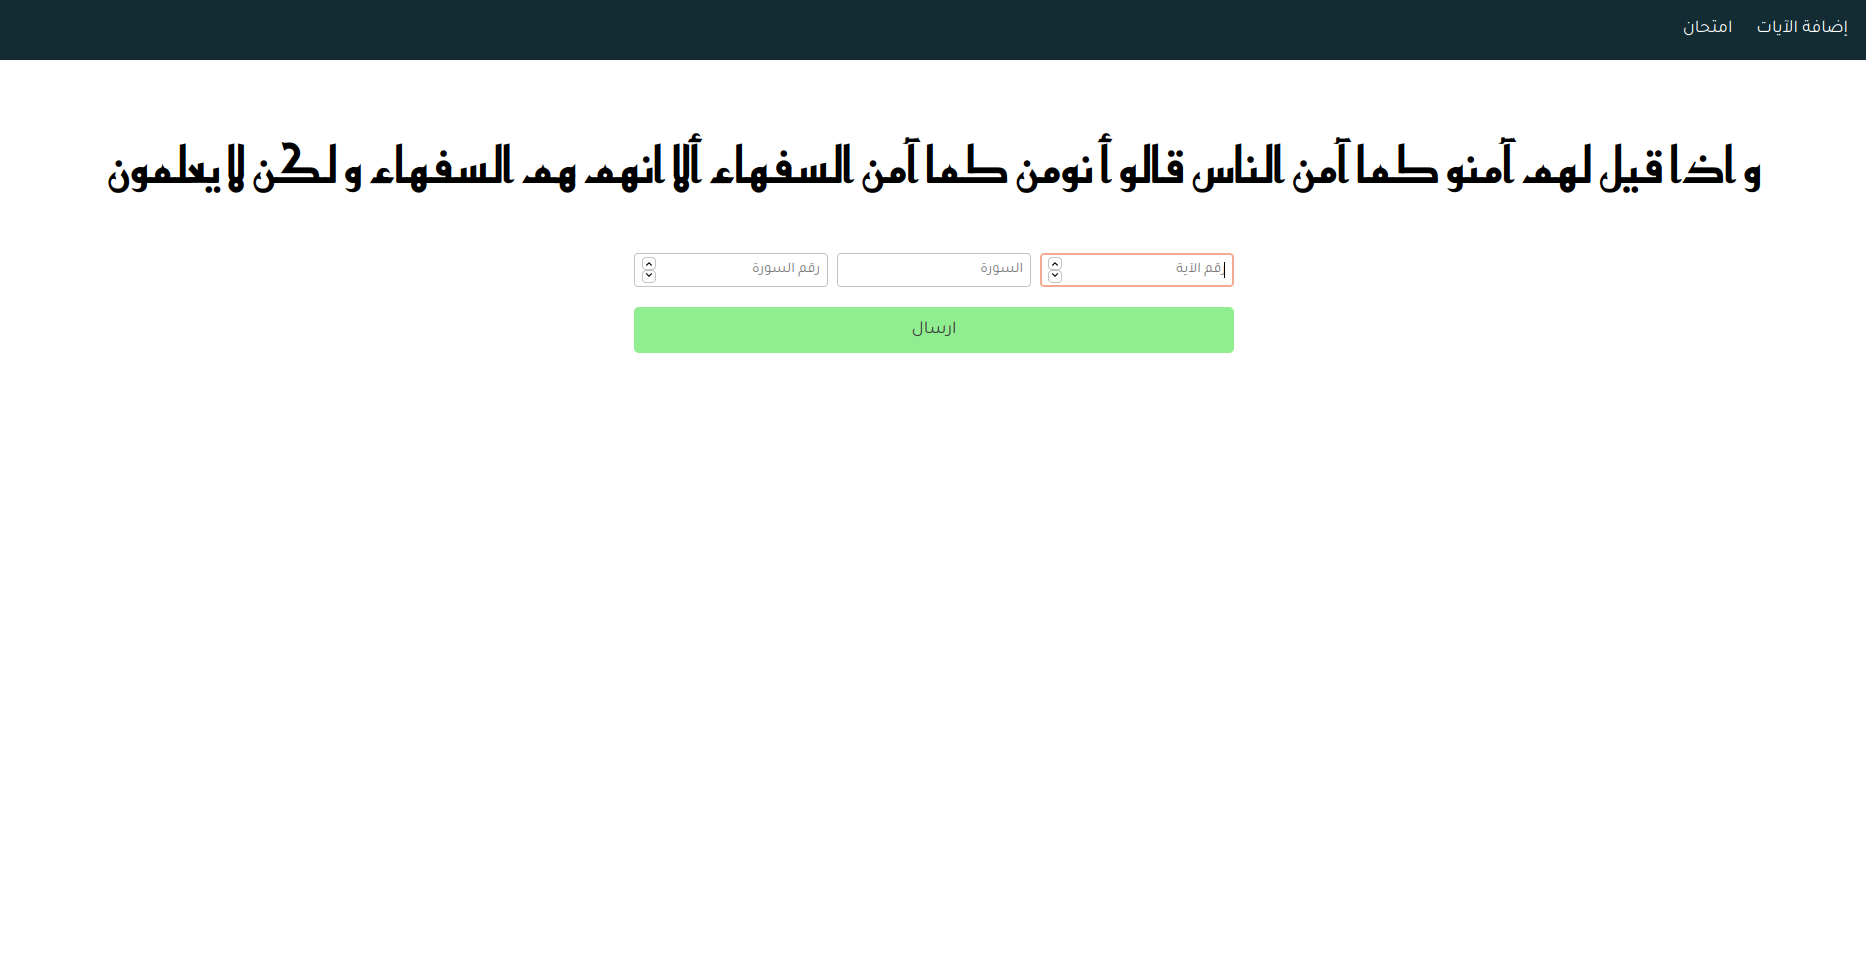 إضافة الآيات امتحان
و اذا قيل لهم آمنو كما آمن الناس قالو أ نومن كما آمن السفهاء ألا انهم هم السفهاء و لكن لا يعلمون
رقم الآية السورة رقم السورة
ارسال